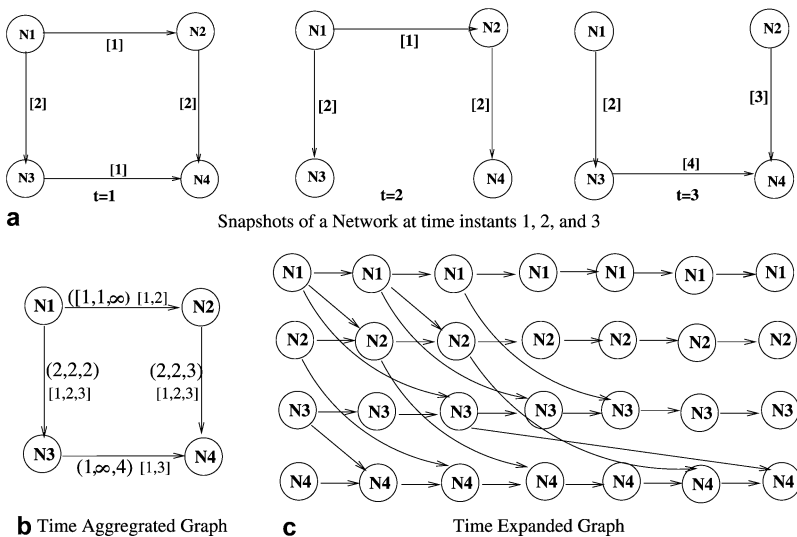 N1 [1] N2
[2] [2]
N3 [1] N4
t=1
N1 [1] N2
[2] [2]
N3 N4
t=2
N1 N2
[2] [3]
N3 [4] N4
t=3
a Snapshots of a Network at time instants 1, 2, and 3
N1 ([1,1,∞) [1,2] N2
(2,2,2) (2,2,3)
[1,2,3] [1,2,3]
N3 (1,∞,4) [1,3] N4
b Time Aggregrated Graph
N1 N1 N1 N1 N1 N1 N1
N2 N2 N2 N2 N2 N2 N2
N3 N3 N3 N3 N3 N3 N3
N4 N4 N4 N4 N4 N4 N4
c Time Expanded Graph